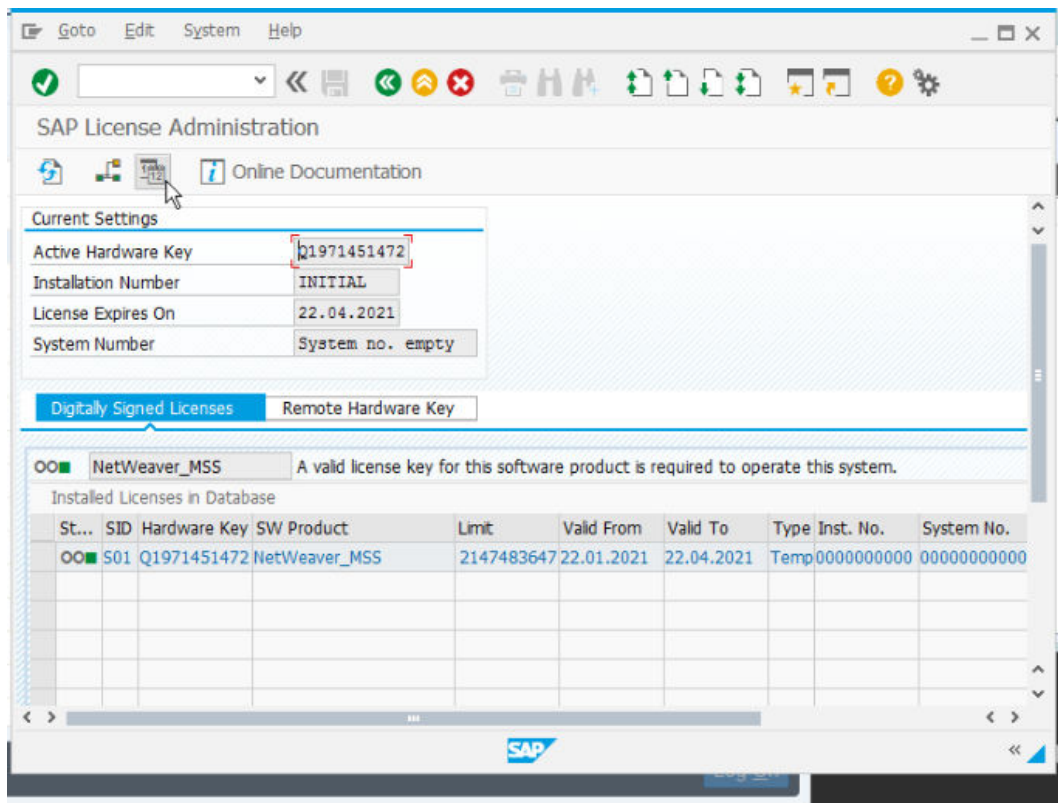 Goto Edit System Help
SAP License Administration
Online Documentation
Current Settings
Active Hardware Key Q1971451472
Installation Number INITIAL
License Expires On 22.04.2021
System Number System no. empty
Digitally Signed Licenses Remote Hardware Key
NetWeaver_MSS A valid license key for this software product is required to operate this system.
Installed Licenses in Database
St... SID Hardware Key SW Product Limit Valid From Valid To Type Inst. No. System No.
S01 Q1971451472 NetWeaver_MSS 2147483647 22.01.2021 22.04.2021 Temp 0000000000 00000000000
SAP